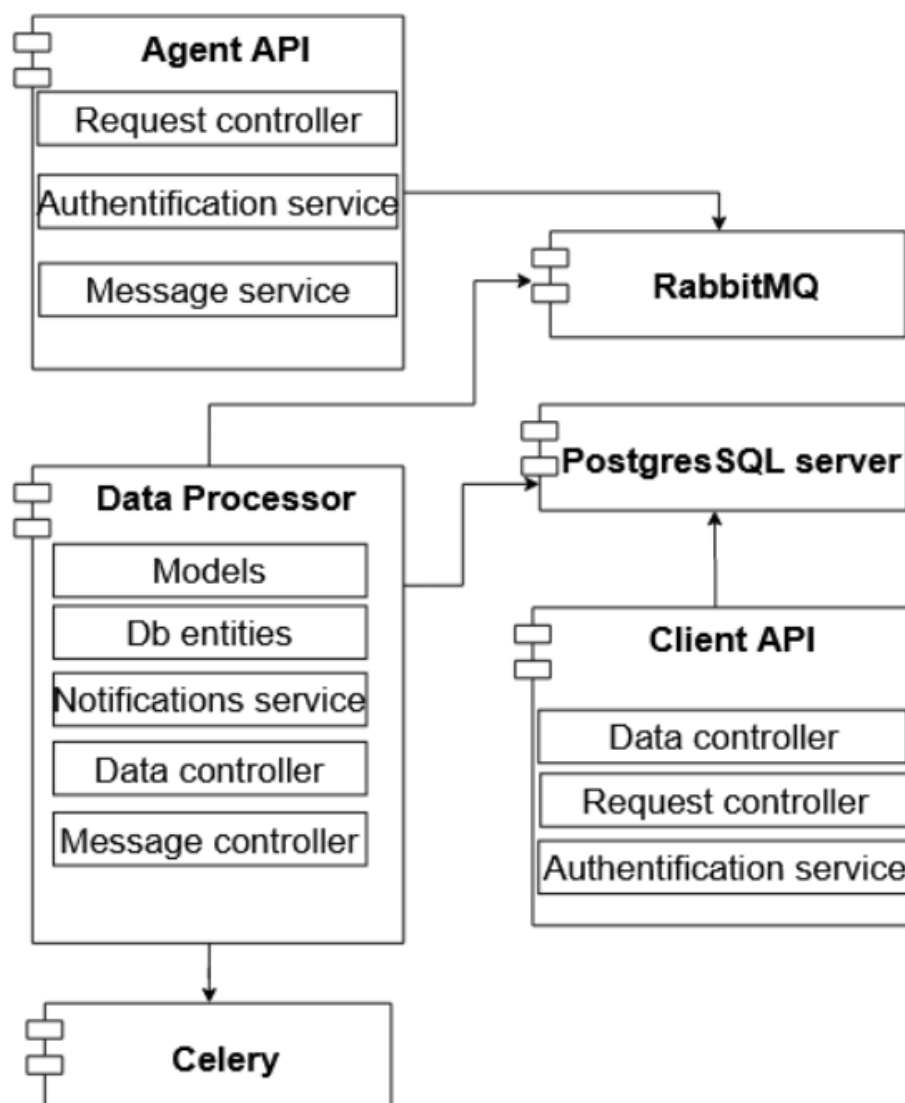 Agent API
Request controller
Authentification service
Message service
RabbitMQ
PostgresSQL server
Data Processor
Models
Db entities
Notifications service
Data controller
Message controller
Client API
Data controller
Request controller
Authentification service
Celery